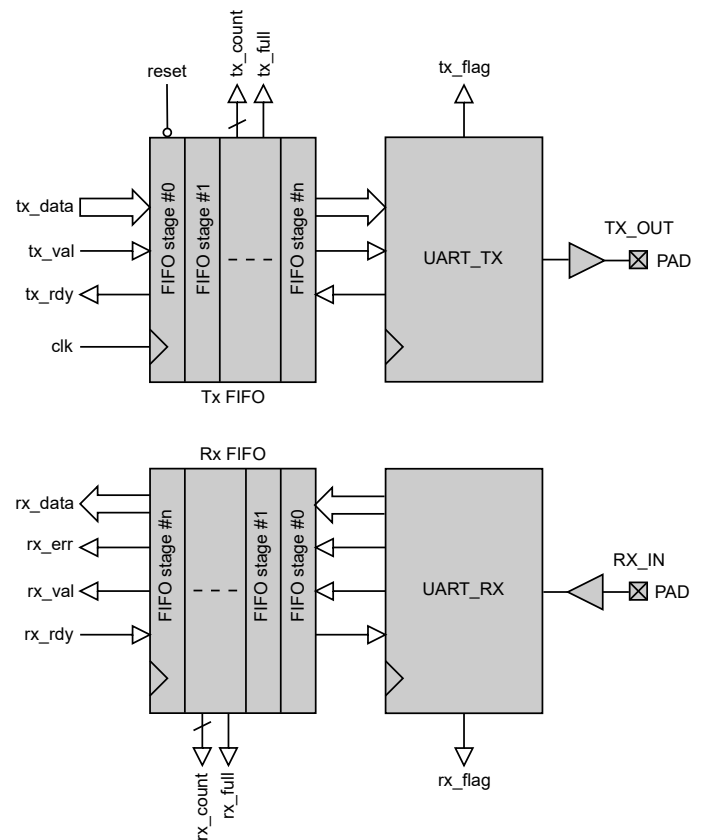 tx_count
tx_full
reset
tx_flag
tx_data
tx_val
tx_rdy
clk
FIFO stage #0
FIFO stage #1
FIFO stage #n
UART_TX
TX_OUT
PAD
Tx FIFO
Rx FIFO
rx_data
rx_err
rx_val
rx_rdy
FIFO stage #n
FIFO stage #1
FIFO stage #0
UART_RX
RX_IN
PAD
rx_count
rx_full
rx_flag